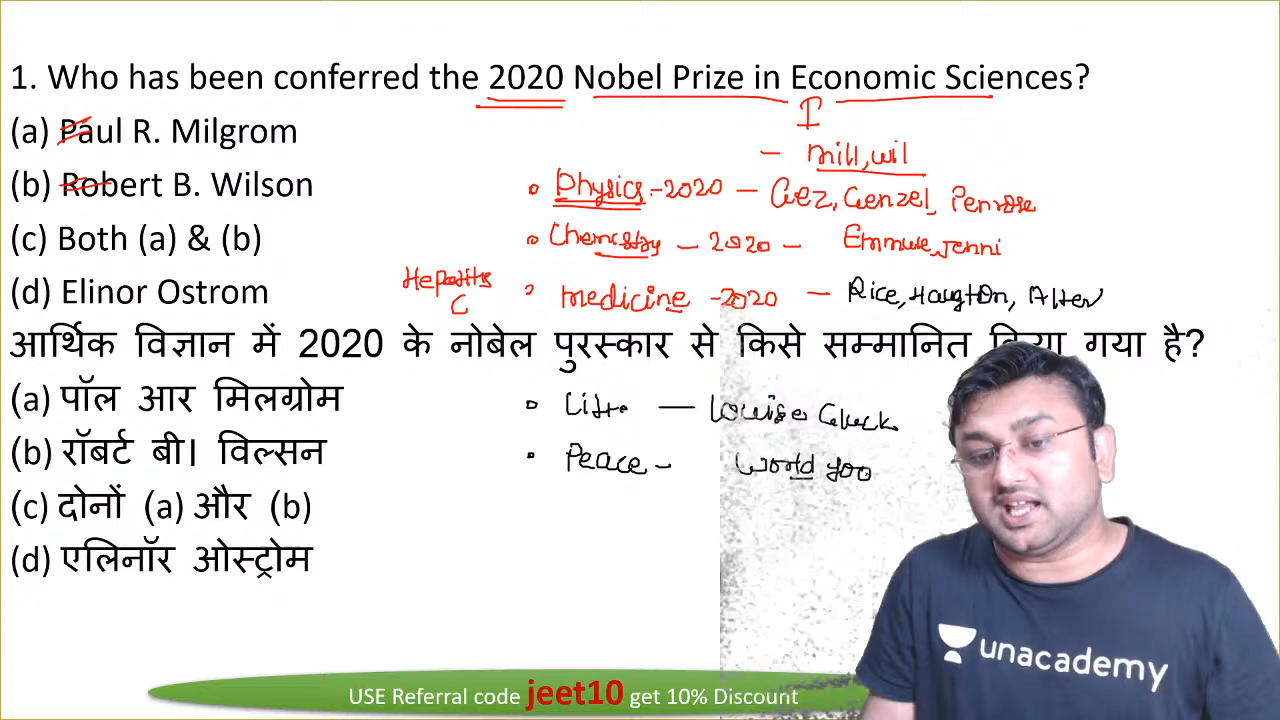 1. Who has been conferred the 2020 Nobel Prize in Economic Sciences?
(a) Paul R. Milgrom
(b) Robert B. Wilson
(c) Both (a) & (b)
(d) Elinor Ostrom
- mill, wil
Physics - 2020 - Gez, Genzel, Penrose
Chemistry - 2020 - Emmue, Jenni
Hepatitis C
medicine - 2020 - Rice, Haugton, Alter
आर्थिक विज्ञान में 2020 के नोबेल पुरस्कार से किसे सम्मानित किया गया है?
(a) पॉल आर मिलग्रोम
(b) रॉबर्ट बी। विल्सन
(c) दोनों (a) और (b)
(d) एलिनॉर ओस्ट्रोम
Litre - Louise Gluck
Peace - World foo
unacademy
USE Referral code jeet10 get 10% Discount